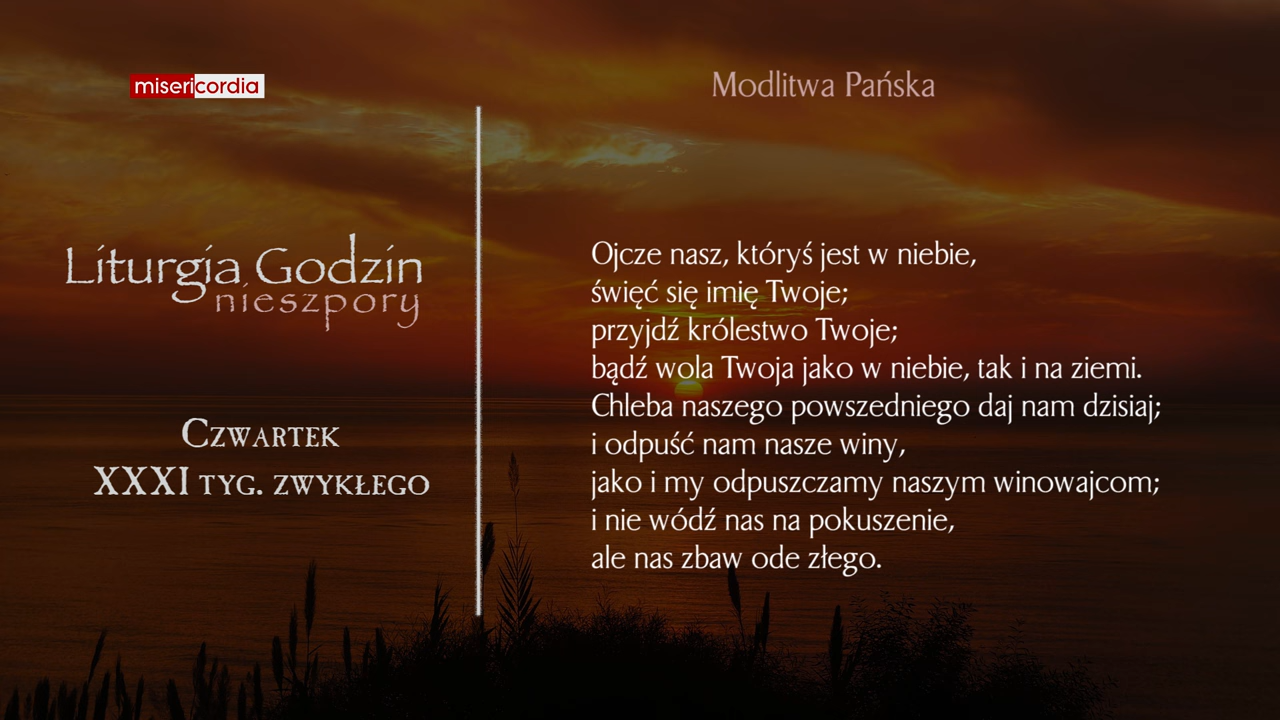 misericordia
Liturgia Godzin
nieszpory
Czwartek
XXXI tyg. zwykłego
Modlitwa Pańska
Ojcze nasz, któryś jest w niebie,
święć się imię Twoje;
przyjdź królestwo Twoje;
bądź wola Twoja jako w niebie, tak i na ziemi.
Chleba naszego powszedniego daj nam dzisiaj;
i odpuść nam nasze winy,
jako i my odpuszczamy naszym winowajcom;
i nie wódź nas na pokuszenie,
ale nas zbaw ode złego.